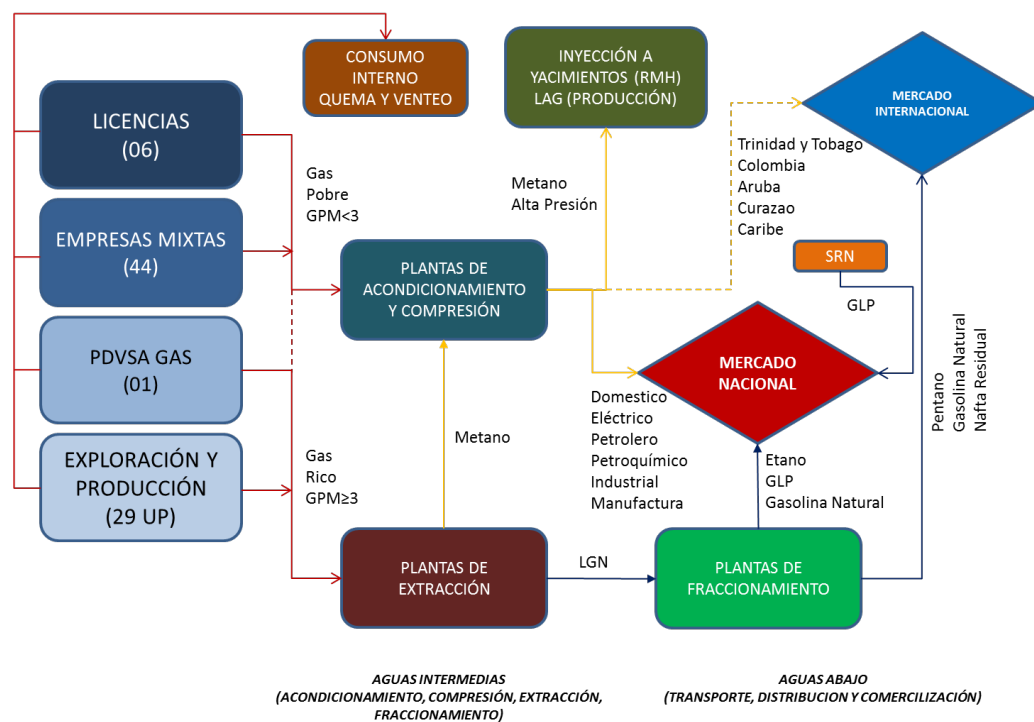 CONSUMO
INTERNO
QUEMA Y VENTEO
INYECCIÓN A
YACIMIENTOS (RMH)
LAG (PRODUCCIÓN)
MERCADO
INTERNACIONAL
LICENCIAS
(06)
EMPRESAS MIXTAS
(44)
PDVSA GAS
(01)
EXPLORACIÓN Y
PRODUCCIÓN
(29 UP)
Gas
Pobre
GPM<3
Gas
Rico
GPM≥3
PLANTAS DE
ACONDICIONAMIENTO
Y COMPRESIÓN
Metano
Alta Presión
Trinidad y Tobago
Colombia
Aruba
Curazao
Caribe
SRN
GLP
MERCADO
NACIONAL
Domestico
Eléctrico
Petrolero
Petroquímico
Industrial
Manufactura
Metano
Etano
GLP
Gasolina Natural
Pentano
Gasolina Natural
Nafta Residual
PLANTAS DE
EXTRACCIÓN
LGN
PLANTAS DE
FRACCIONAMIENTO
AGUAS INTERMEDIAS
(ACONDICIONAMIENTO, COMPRESIÓN, EXTRACCIÓN,
FRACCIONAMIENTO)
AGUAS ABAJO
(TRANSPORTE, DISTRIBUCION Y COMERCILIZACIÓN)